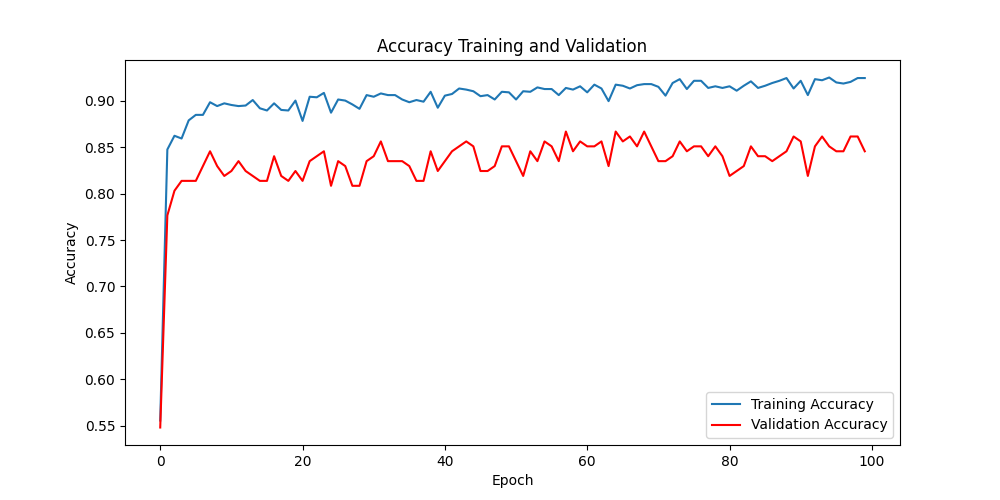 Accuracy Training and Validation
Accuracy
0.90
0.85
0.80
0.75
0.70
0.65
0.60
0.55
0 20 40 60 80 100
Epoch
Training Accuracy
Validation Accuracy